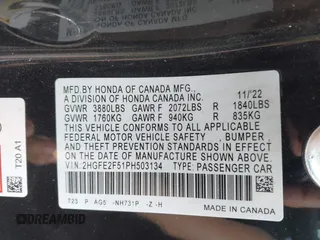 MFD. BY HONDA OF CANADA MFG.,
A DIVISION OF HONDA CANADA INC. 11/'22
GVWR 3880LBS GAWR F 2072LBS R 1840LBS
GVWR 1760KG GAWR F 940KG R 835KG
THIS VEHICLE CONFORMS TO ALL APPLICABLE
FEDERAL MOTOR VEHICLE SAFETY, BUMPER
AND THEFT PREVENTION STANDARDS IN EFFECT
ON THE DATE OF MANUFACTURE SHOWN ABOVE.
VIN:2HGFE2F51PH503134 TYPE: PASSENGER CAR
T23 P AG5 -NH731P -Z -H
MADE IN CANADA
T20 A1
DREAMBID